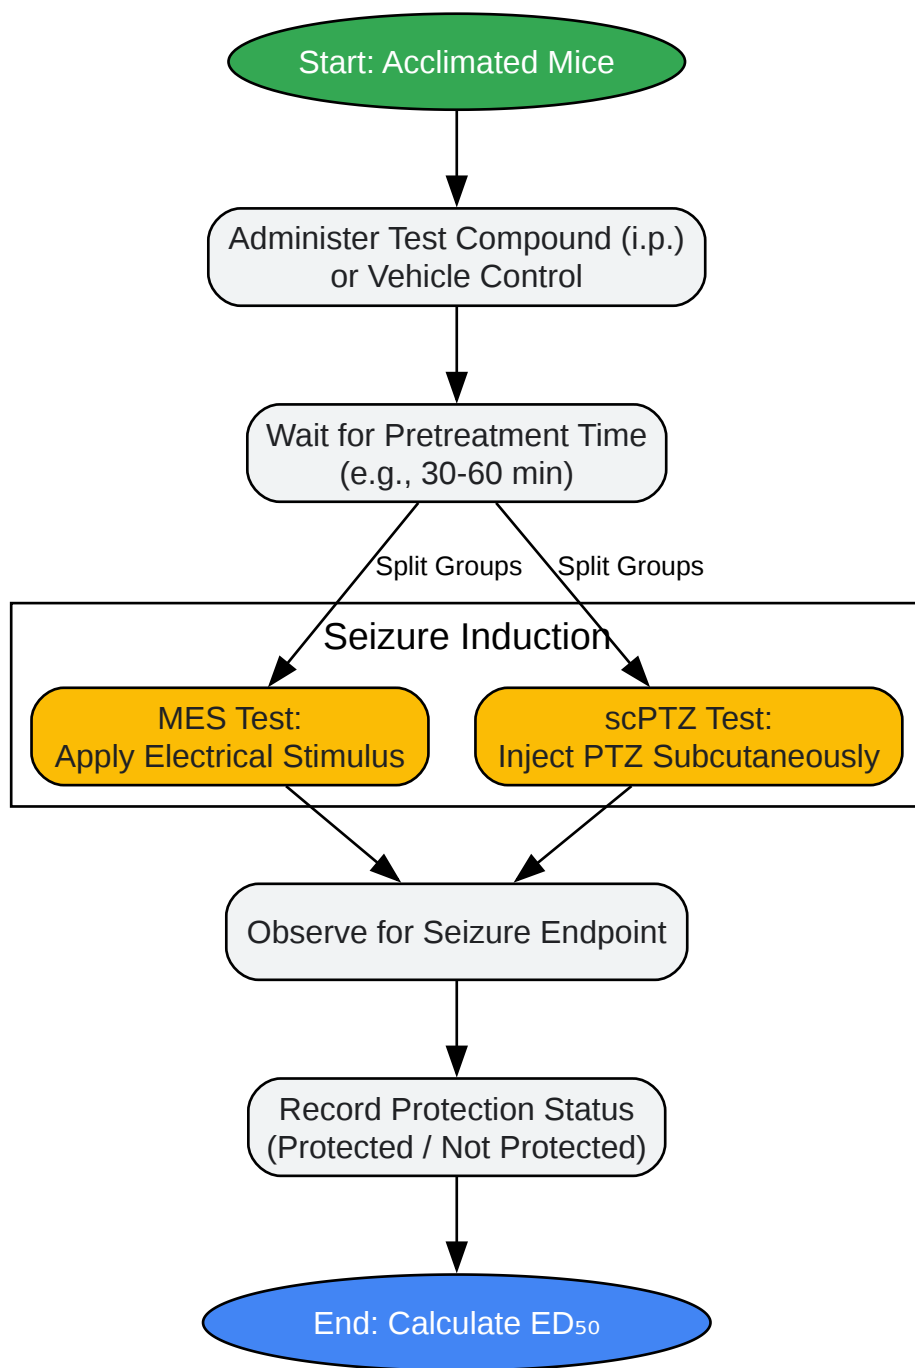 Start: Acclimated Mice
Administer Test Compound (i.p.)
or Vehicle Control
Wait for Pretreatment Time
(e.g., 30-60 min)
Split Groups
Split Groups
Seizure Induction
MES Test:
Apply Electrical Stimulus
scPTZ Test:
Inject PTZ Subcutaneously
Observe for Seizure Endpoint
Record Protection Status
(Protected / Not Protected)
End: Calculate ED₅₀